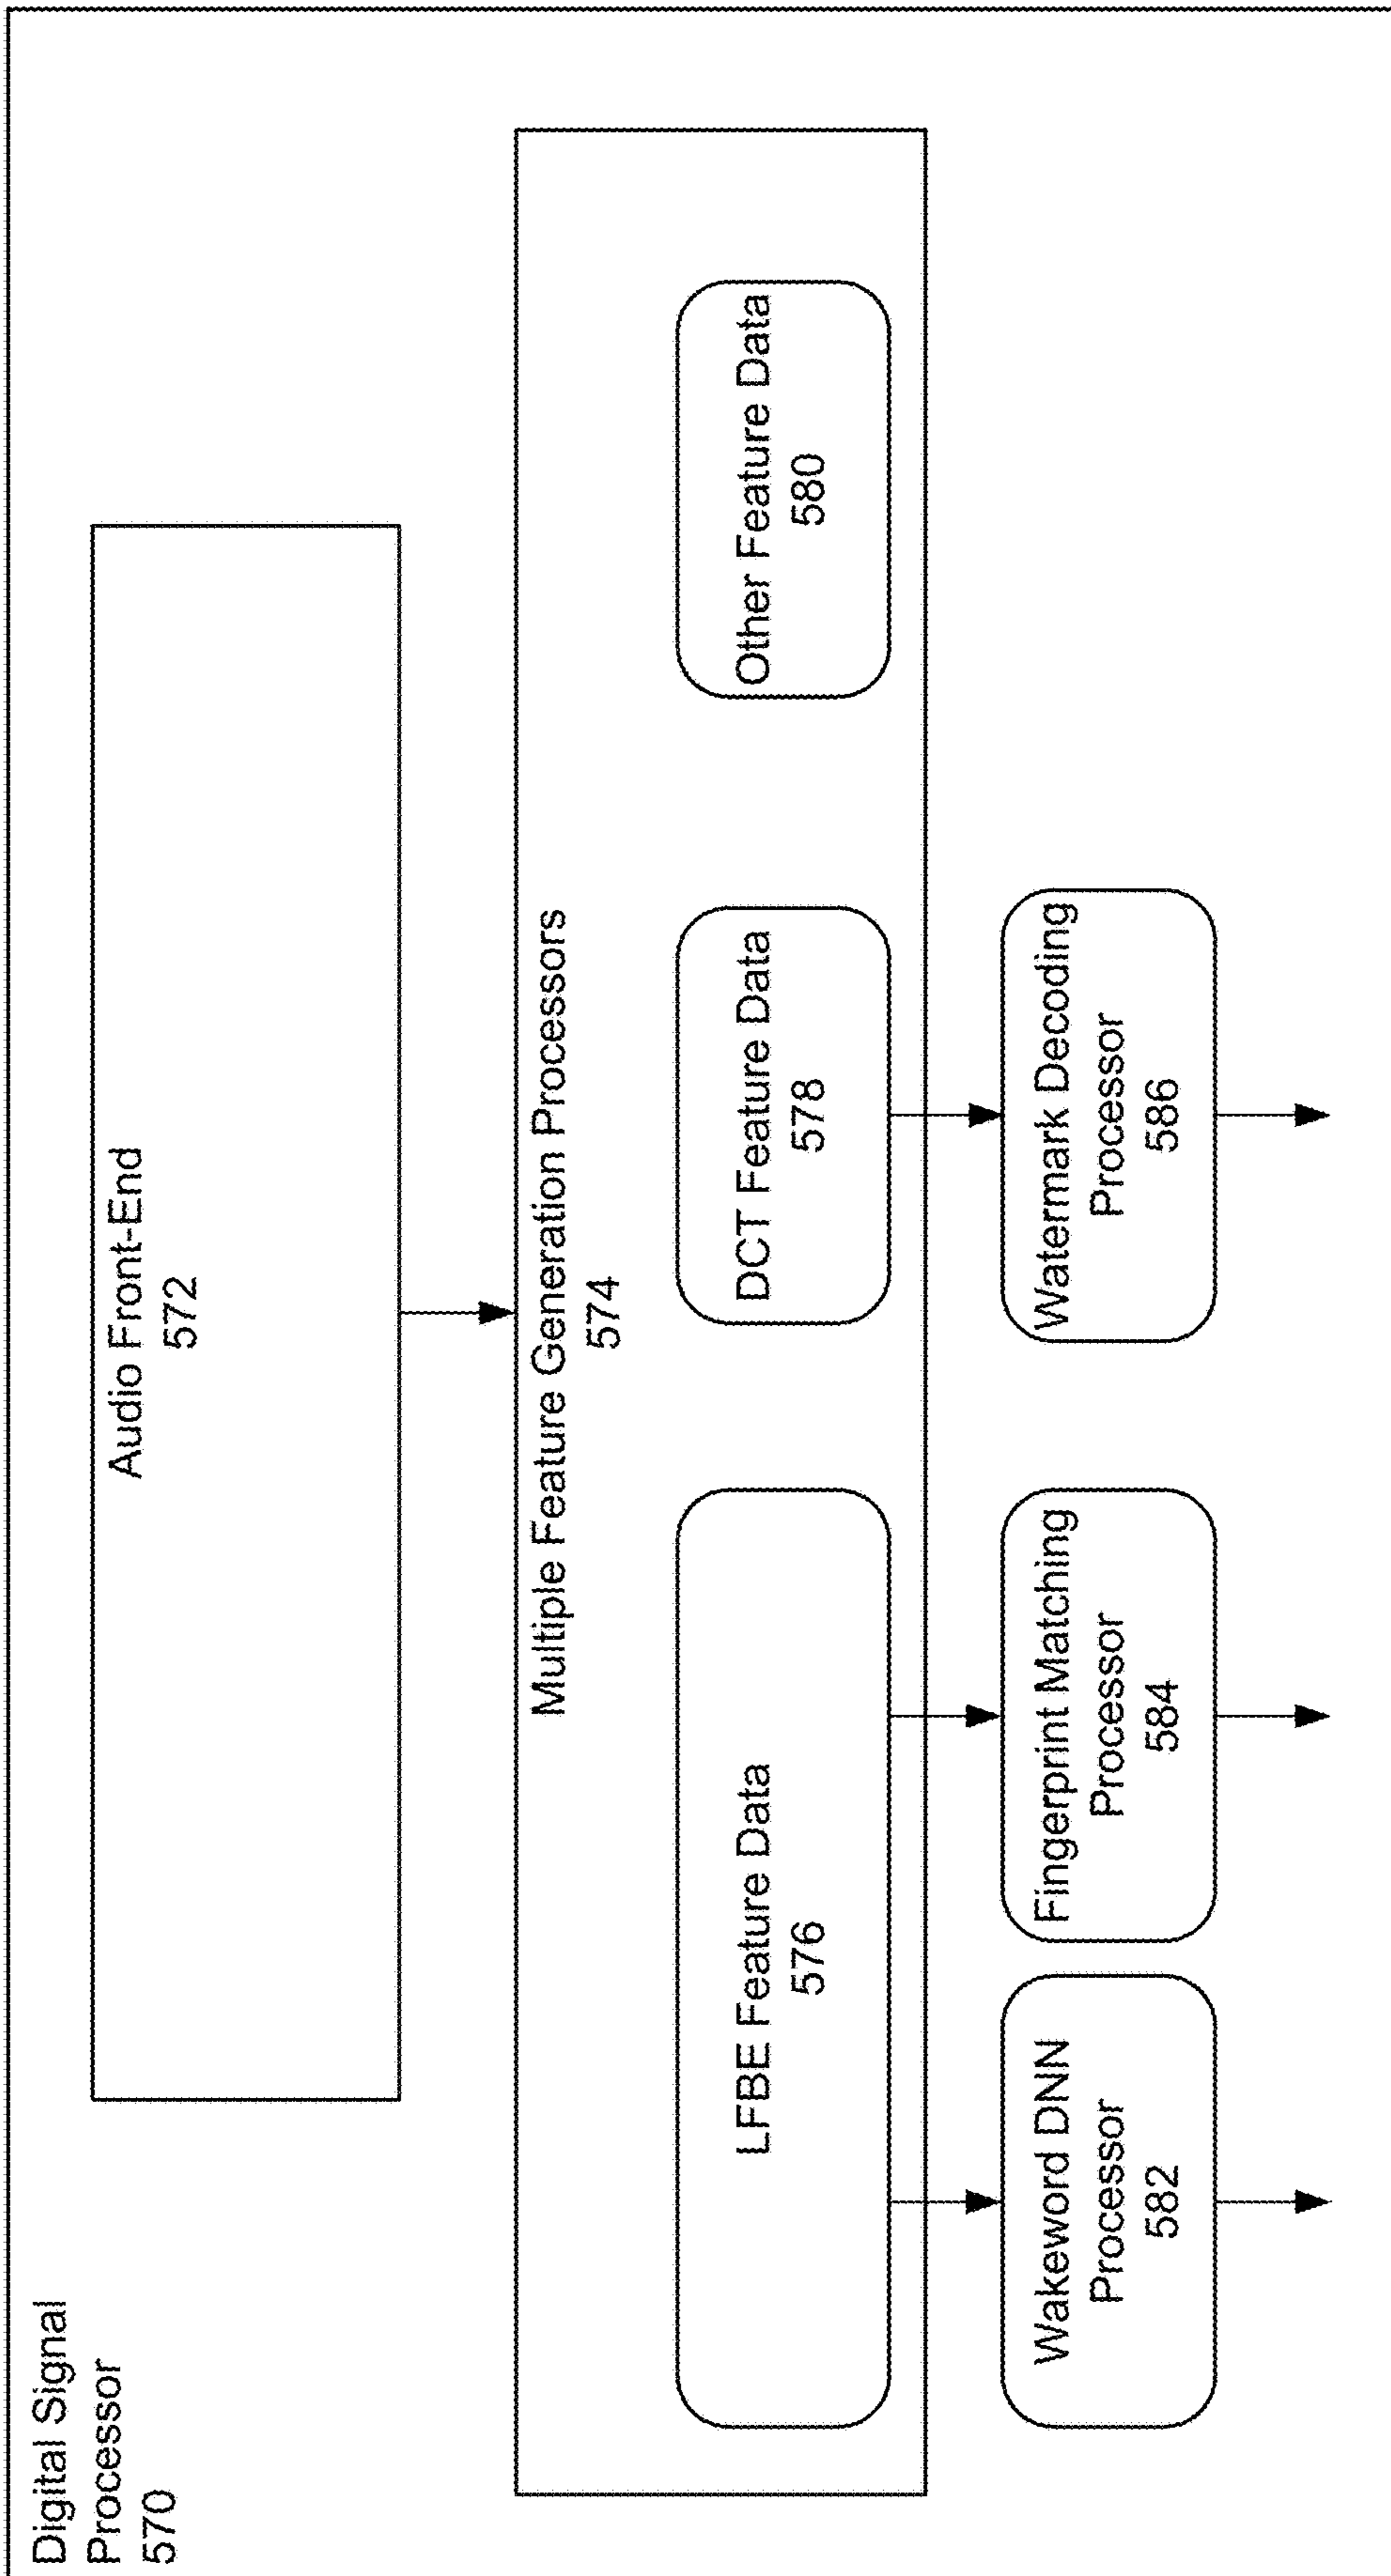 Digital Signal
Processor
570
Audio Front-End
572
Multiple Feature Generation Processors
574
LFBE Feature Data
576
DCT Feature Data
578
Other Feature Data
580
Wakeword DNN
Processor
582
Fingerprint Matching
Processor
584
Watermark Decoding
Processor
586